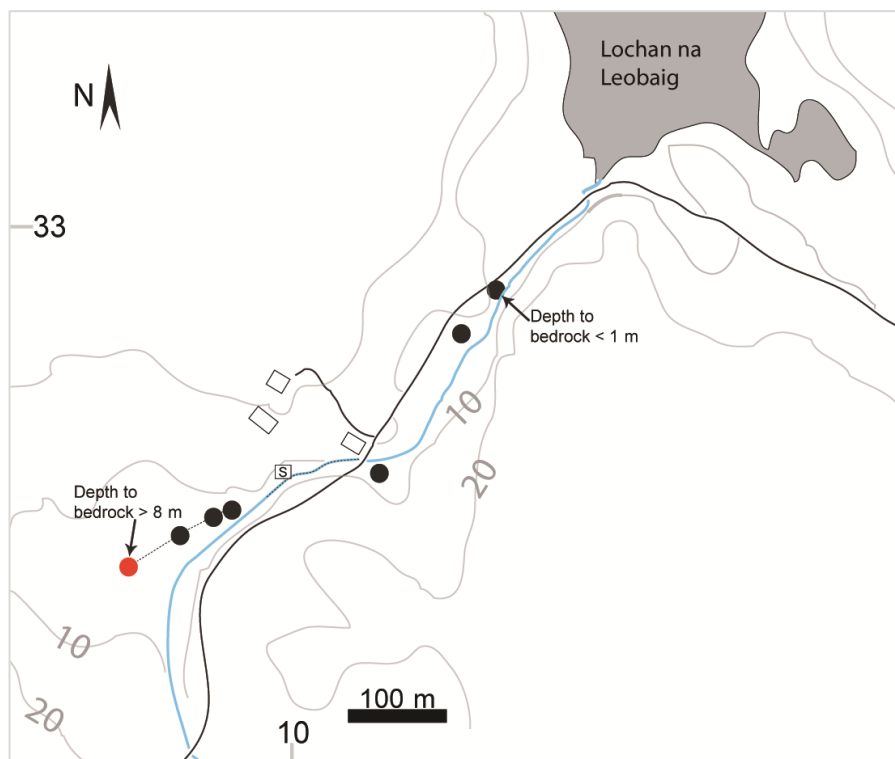 Lochan na
Leobaig
N
33
Depth to
bedrock < 1 m
10
20
S
Depth to
bedrock > 8 m
10
20
100 m
10